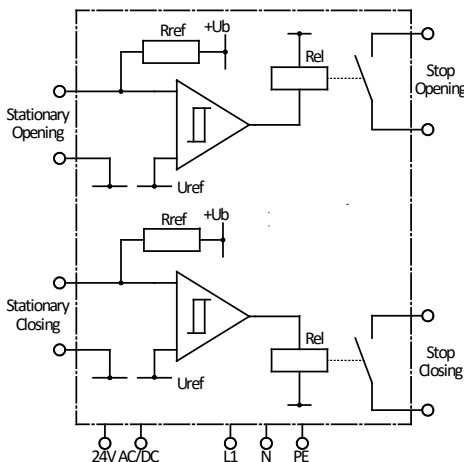 Rref
+Ub
Rel
Stop
Opening
Stationary
Opening
Uref
Rref
+Ub
Stationary
Closing
Rel
Uref
Stop
Closing
24V AC/DC
L1
N
PE